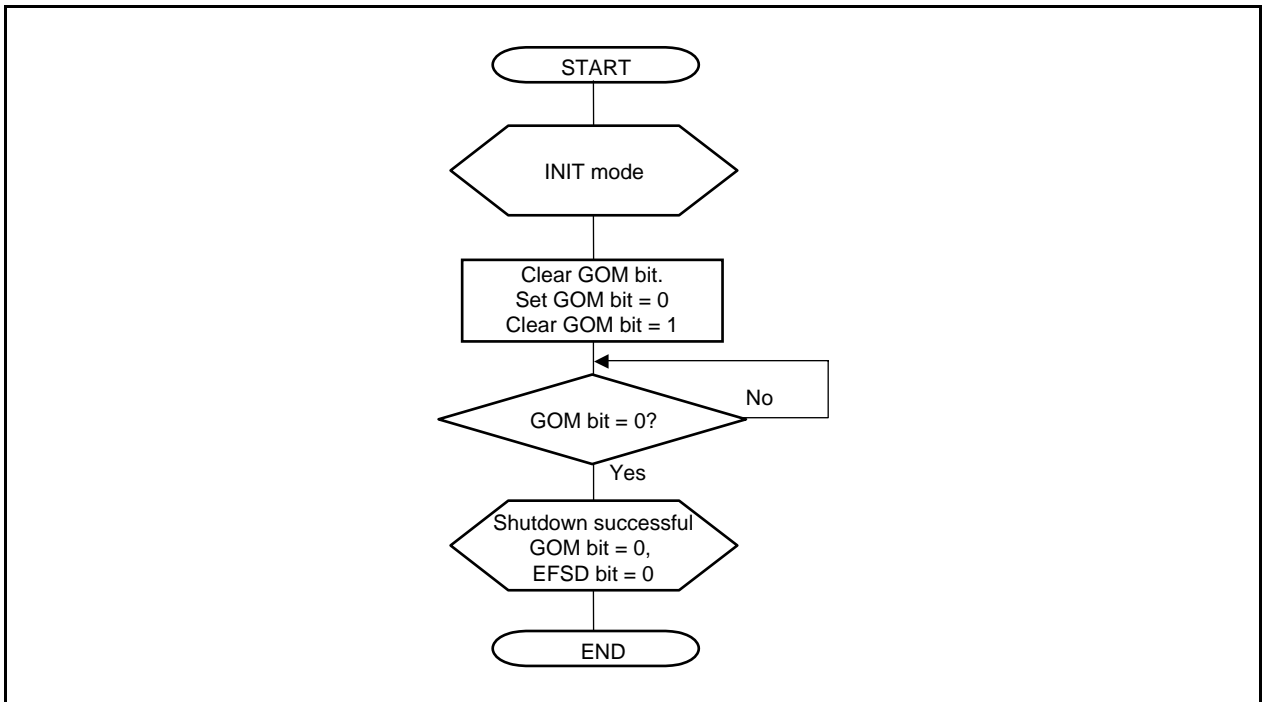 START
INIT mode
Clear GOM bit.
Set GOM bit = 0
Clear GOM bit = 1
No
GOM bit = 0?
Yes
Shutdown successful
GOM bit = 0,
EFSD bit = 0
END